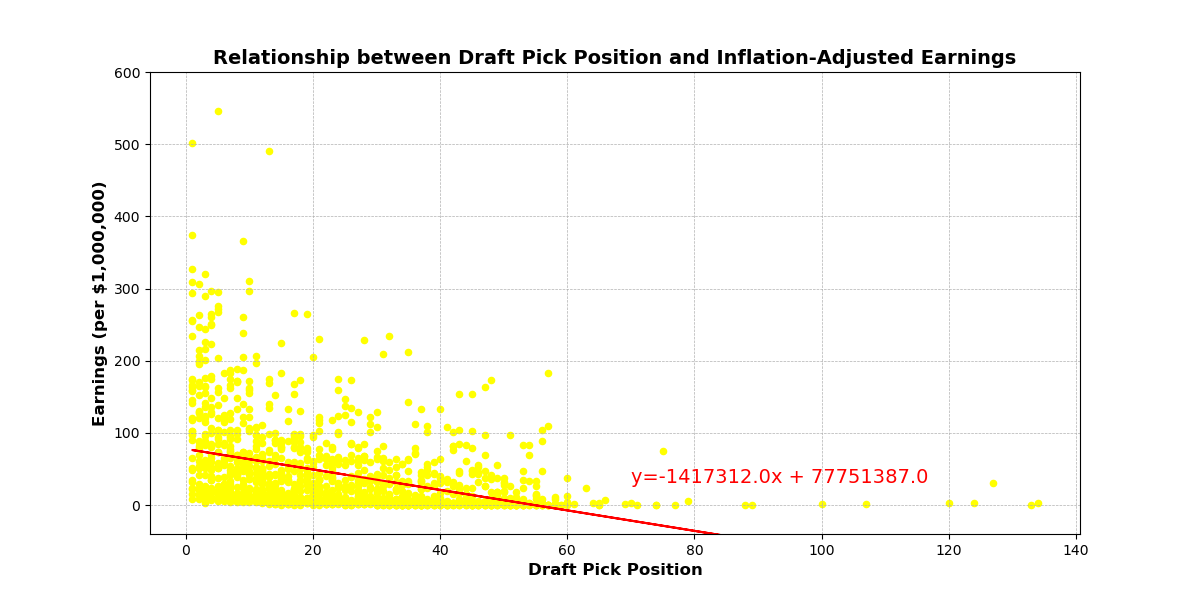 Relationship between Draft Pick Position and Inflation-Adjusted Earnings
Earnings (per $1,000,000)
600
500
400
300
200
100
0
y=-1417312.0x + 77751387.0
0 20 40 60 80 100 120 140
Draft Pick Position